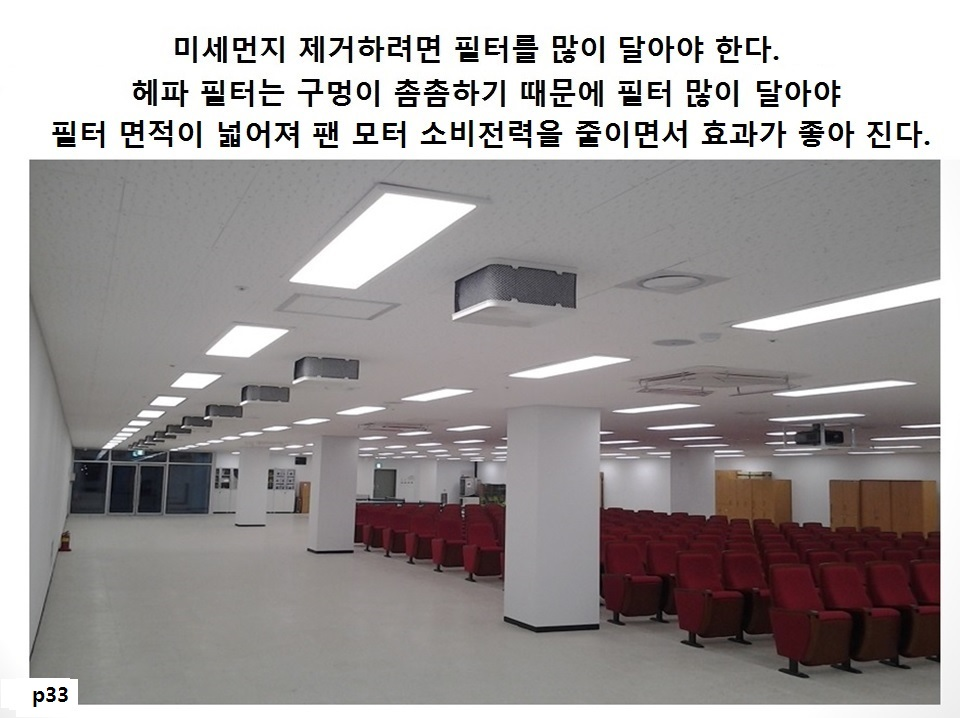 미세먼지 제거하려면 필터를 많이 달아야 한다.
헤파 필터는 구멍이 촘촘하기 때문에 필터 많이 달아야
필터 면적이 넓어져 팬 모터 소비전력을 줄이면서 효과가 좋아 진다.
p33